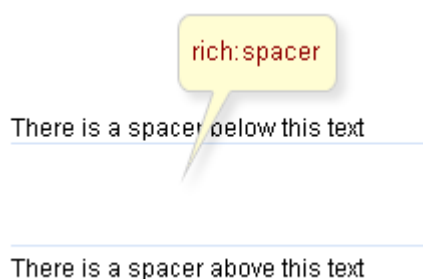 rich:spacer
There is a spacer below this text
There is a spacer above this text